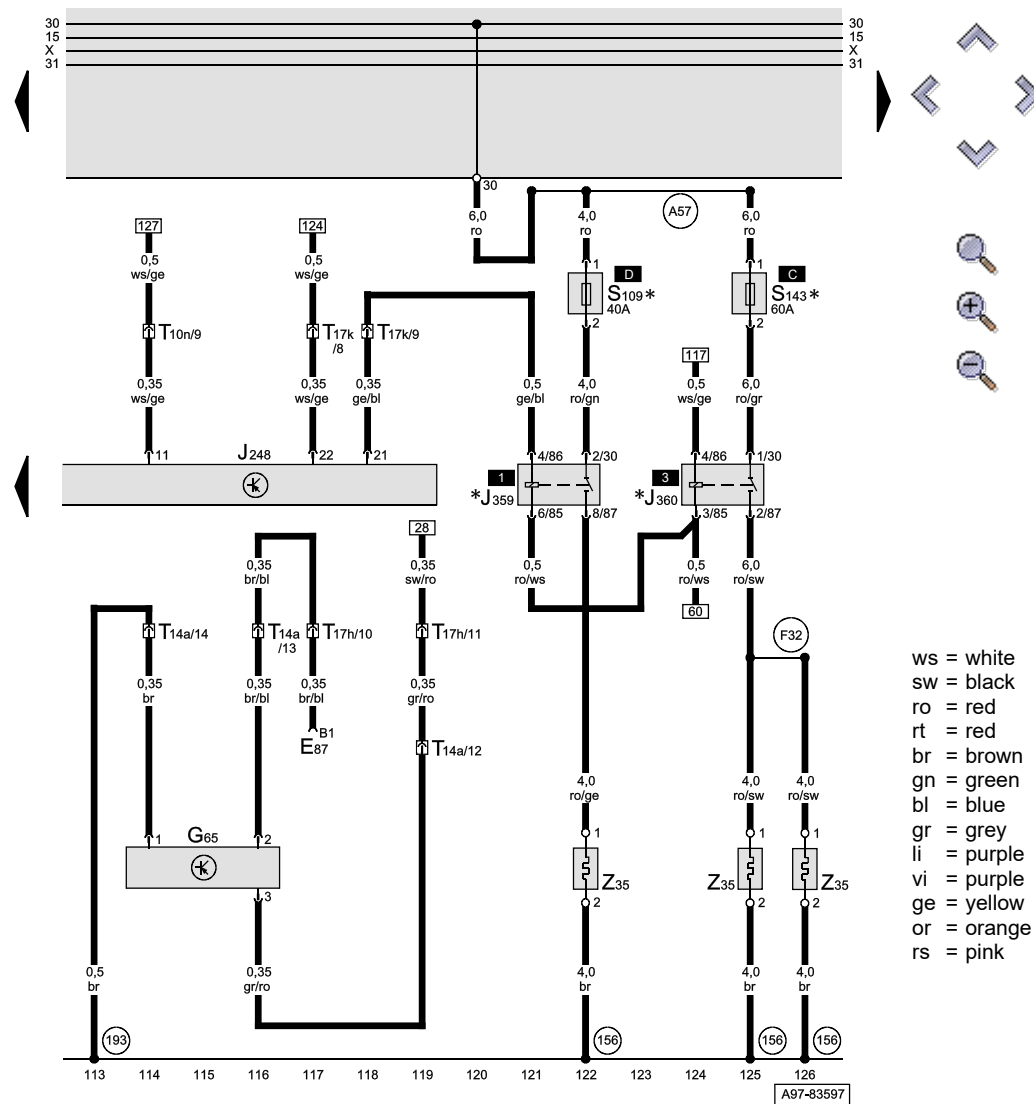 30 30
15 15
X X
31 31
30
127 124 6,0 ro 4,0 ro A57 6,0 ro
0,5 ws/ge 0,5 ws/ge 1 D S109* 40A 2 1 C S143* 60A 2
T10n/9 T17k/8 T17k/9 117
0,35 ws/ge 0,35 ws/ge 0,35 ge/bl 0,5 ge/bl 4,0 ro/gn 0,5 ws/ge 6,0 ro/gr
11 J248 22 21 4/86 2/30 4/86 1/30
1 *J359 3 *J360
28 6/85 8/87 3/85 2/87
0,35 br/bl 0,35 sw/ro 0,5 ro/ws 0,5 ro/ws 6,0 ro/sw
60
T14a/14 T14a/13 T17h/10 T17h/11 F32
0,35 br 0,35 br/bl 0,35 br/bl 0,35 gr/ro
B1 E87 T14a/12
4,0 ro/ge 4,0 ro/sw 4,0 ro/sw
1 G65 2 1 1 1
3 Z35 Z35 Z35
2 2 2
0,5 br 0,35 gr/ro 4,0 br 4,0 br 4,0 br
193 156 156 156
113 114 115 116 117 118 119 120 121 122 123 124 125 126
A97-83597
ws = white
sw = black
ro = red
rt = red
br = brown
gn = green
bl = blue
gr = grey
li = purple
vi = purple
ge = yellow
or = orange
rs = pink